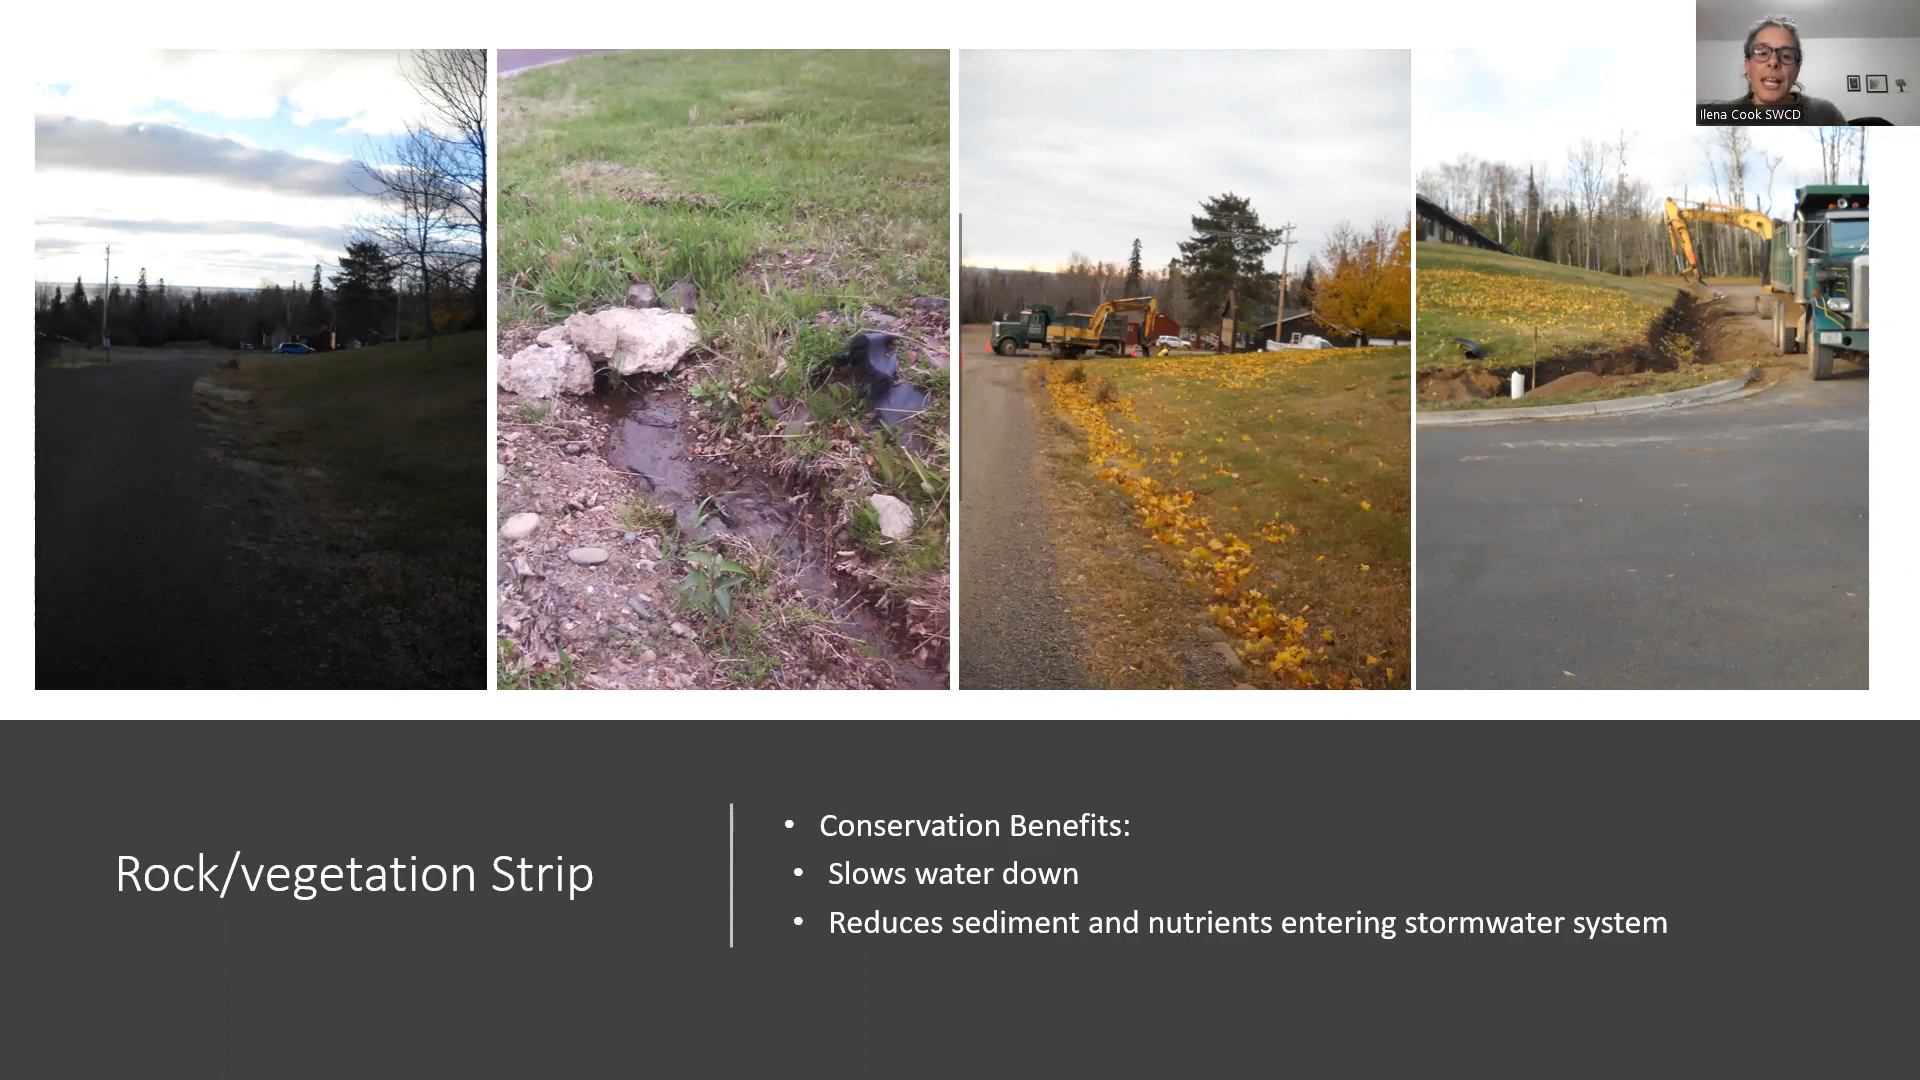 Ilena Cook SWCD
Rock/vegetation Strip
• Conservation Benefits:
• Slows water down
• Reduces sediment and nutrients entering stormwater system